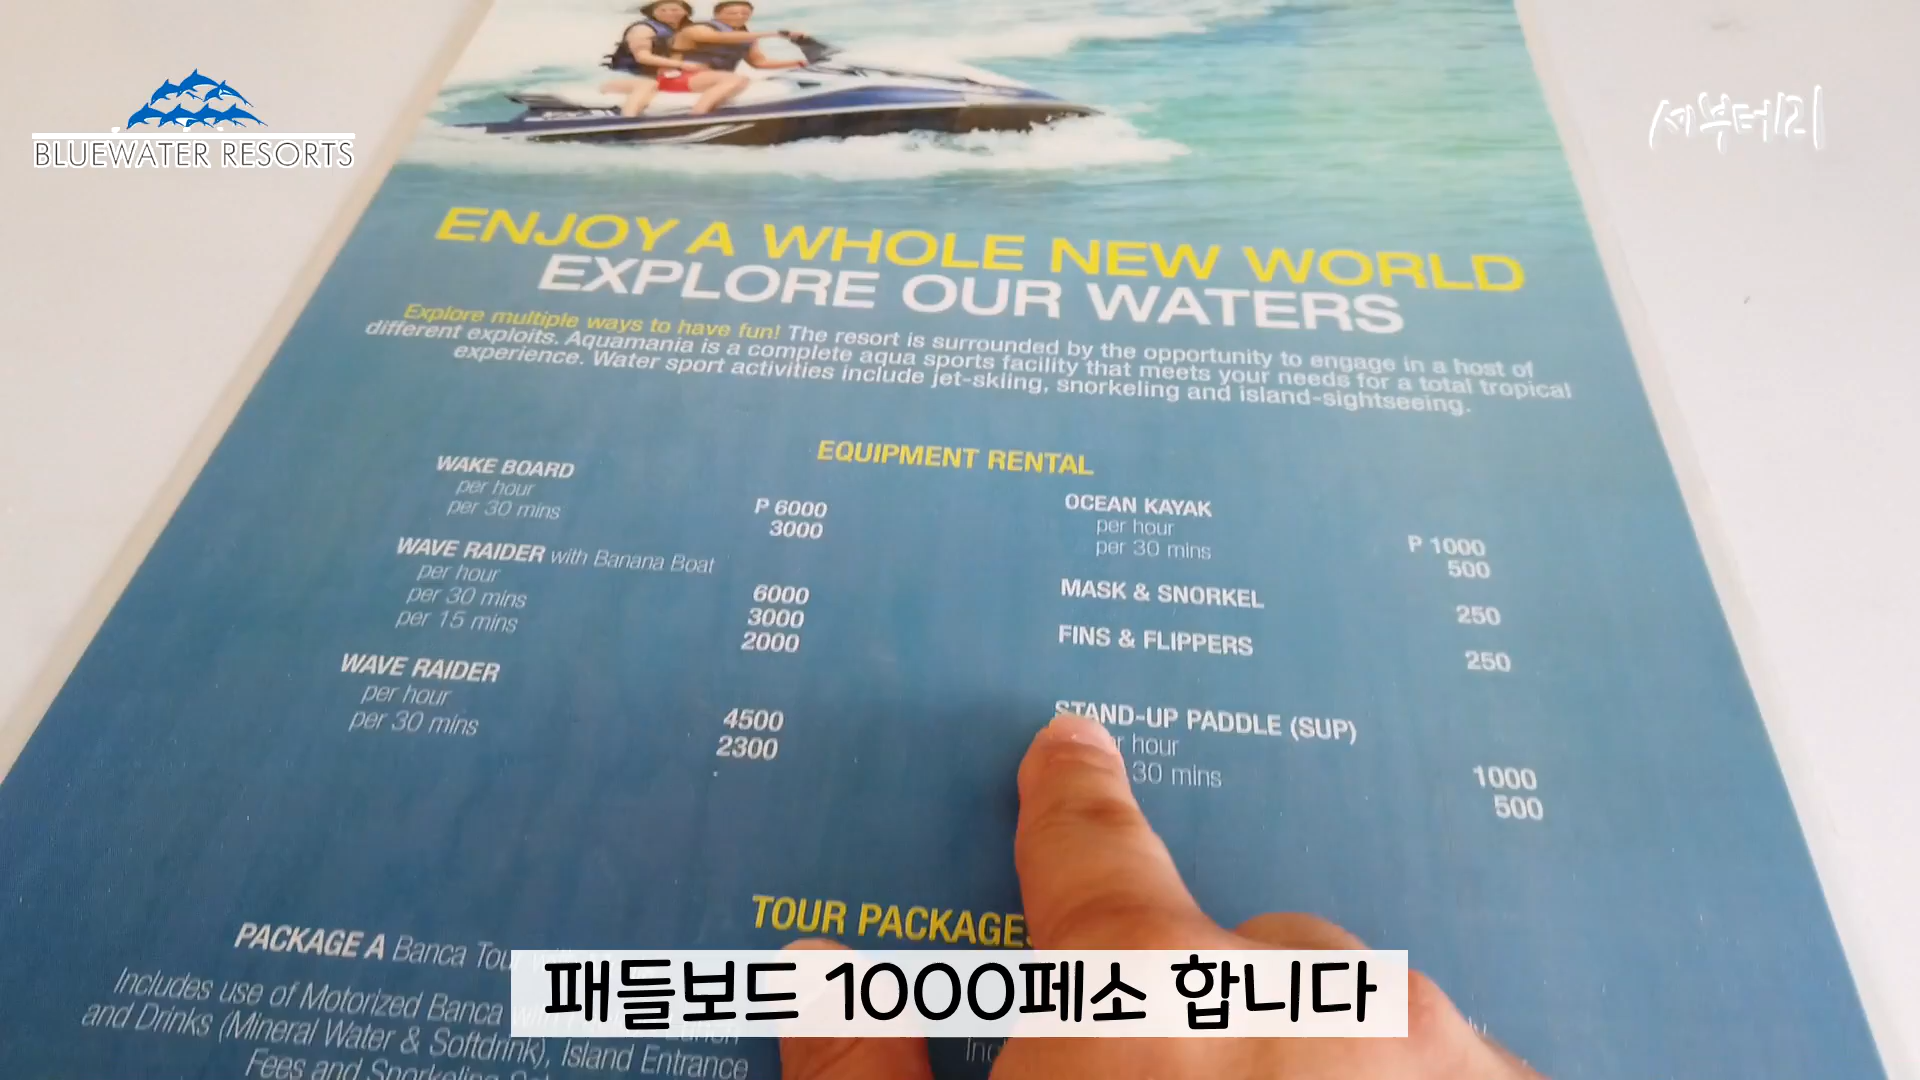 BLUEWATER RESORTS
세부터리
ENJOY A WHOLE NEW WORLD
EXPLORE OUR WATERS
Explore multiple ways to have fun! The resort is surrounded by the opportunity to engage in a host of
different exploits. Aquamania is a complete aqua sports facility that meets your needs for a total tropical
experience. Water sport activities include jet-skiing, snorkeling and island-sightseeing.
EQUIPMENT RENTAL
WAKE BOARD
per hour P 6000
per 30 mins 3000
WAVE RAIDER with Banana Boat
per hour 6000
per 30 mins 3000
per 15 mins 2000
WAVE RAIDER
per hour 4500
per 30 mins 2300
OCEAN KAYAK
per hour P 1000
per 30 mins 500
MASK & SNORKEL 250
FINS & FLIPPERS 250
STAND-UP PADDLE (SUP)
hour 1000
30 mins 500
TOUR PACKAGES
PACKAGE A Banca Tour
Includes use of Motorized Banca
and Drinks (Mineral Water & Softdrink), Island Entrance
Fees and Snorkeling
패들보드 1000페소 합니다